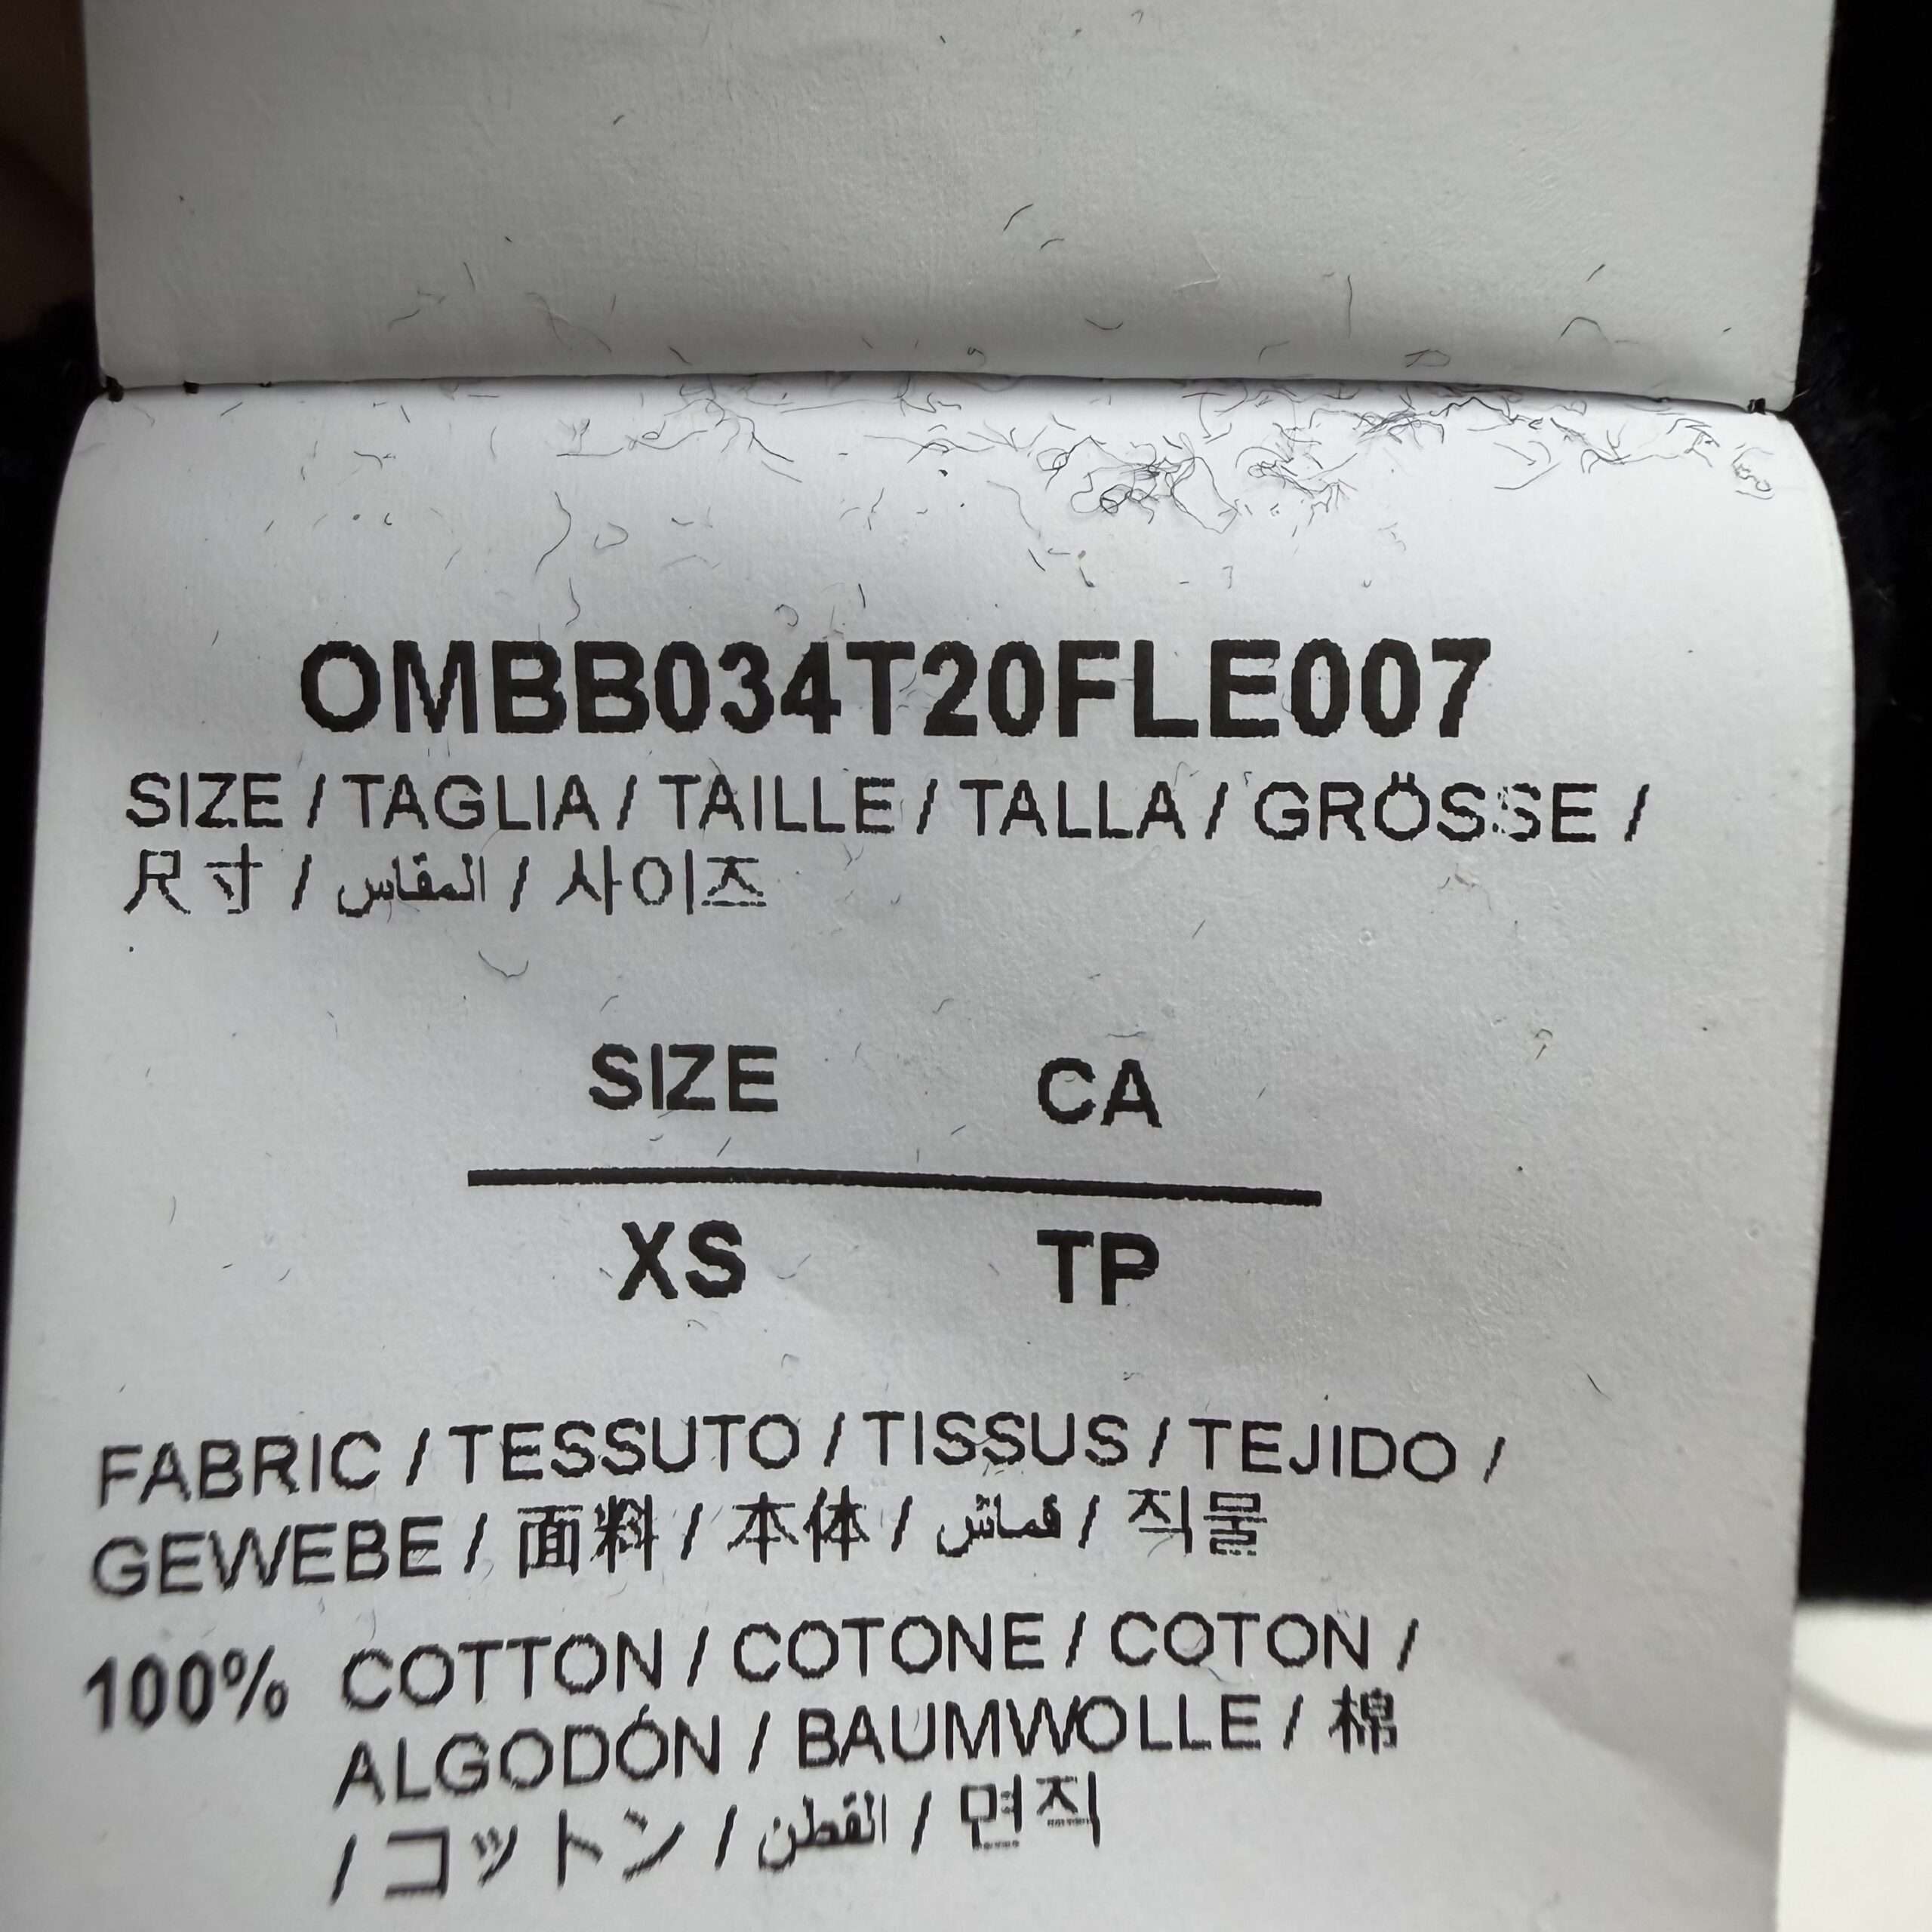 OMBB034T20FLE007
SIZE / TAGLIA / TAILLE / TALLA / GRÖSSE /
尺寸 / المقاس / 사이즈
SIZE CA
XS TP
FABRIC / TESSUTO / TISSUS / TEJIDO /
GEWEBE / 面料 / 本体 / قماش / 직물
100% COTTON / COTONE / COTON /
ALGODÓN / BAUMWOLLE / 棉
/ コットン / القطن / 면직